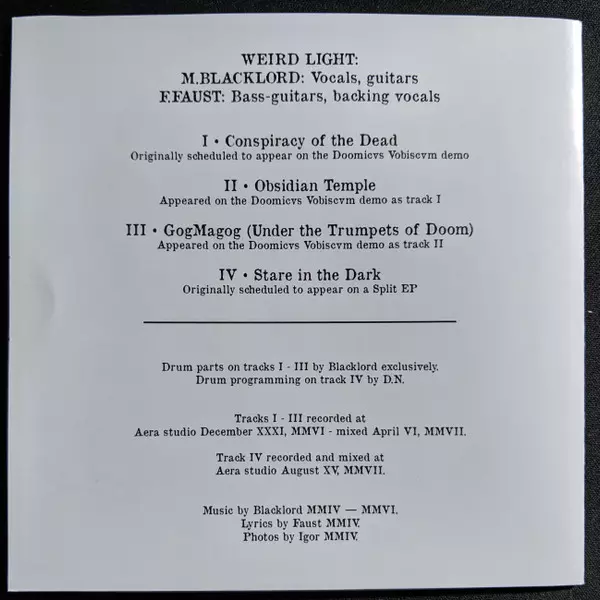 WEIRD LIGHT:
M.BLACKLORD: Vocals, guitars
F.FAUST: Bass-guitars, backing vocals
I • Conspiracy of the Dead
Originally scheduled to appear on the Doomicvs Vobiscvm demo
II • Obsidian Temple
Appeared on the Doomicvs Vobiscvm demo as track I
III • GogMagog (Under the Trumpets of Doom)
Appeared on the Doomicvs Vobiscvm demo as track II
IV • Stare in the Dark
Originally scheduled to appear on a Split EP
Drum parts on tracks I - III by Blacklord exclusively.
Drum programming on track IV by D.N.
Tracks I - III recorded at
Aera studio December XXXI, MMVI - mixed April VI, MMVII.
Track IV recorded and mixed at
Aera studio August XV, MMVII.
Music by Blacklord MMIV — MMVI.
Lyrics by Faust MMIV.
Photos by Igor MMIV.